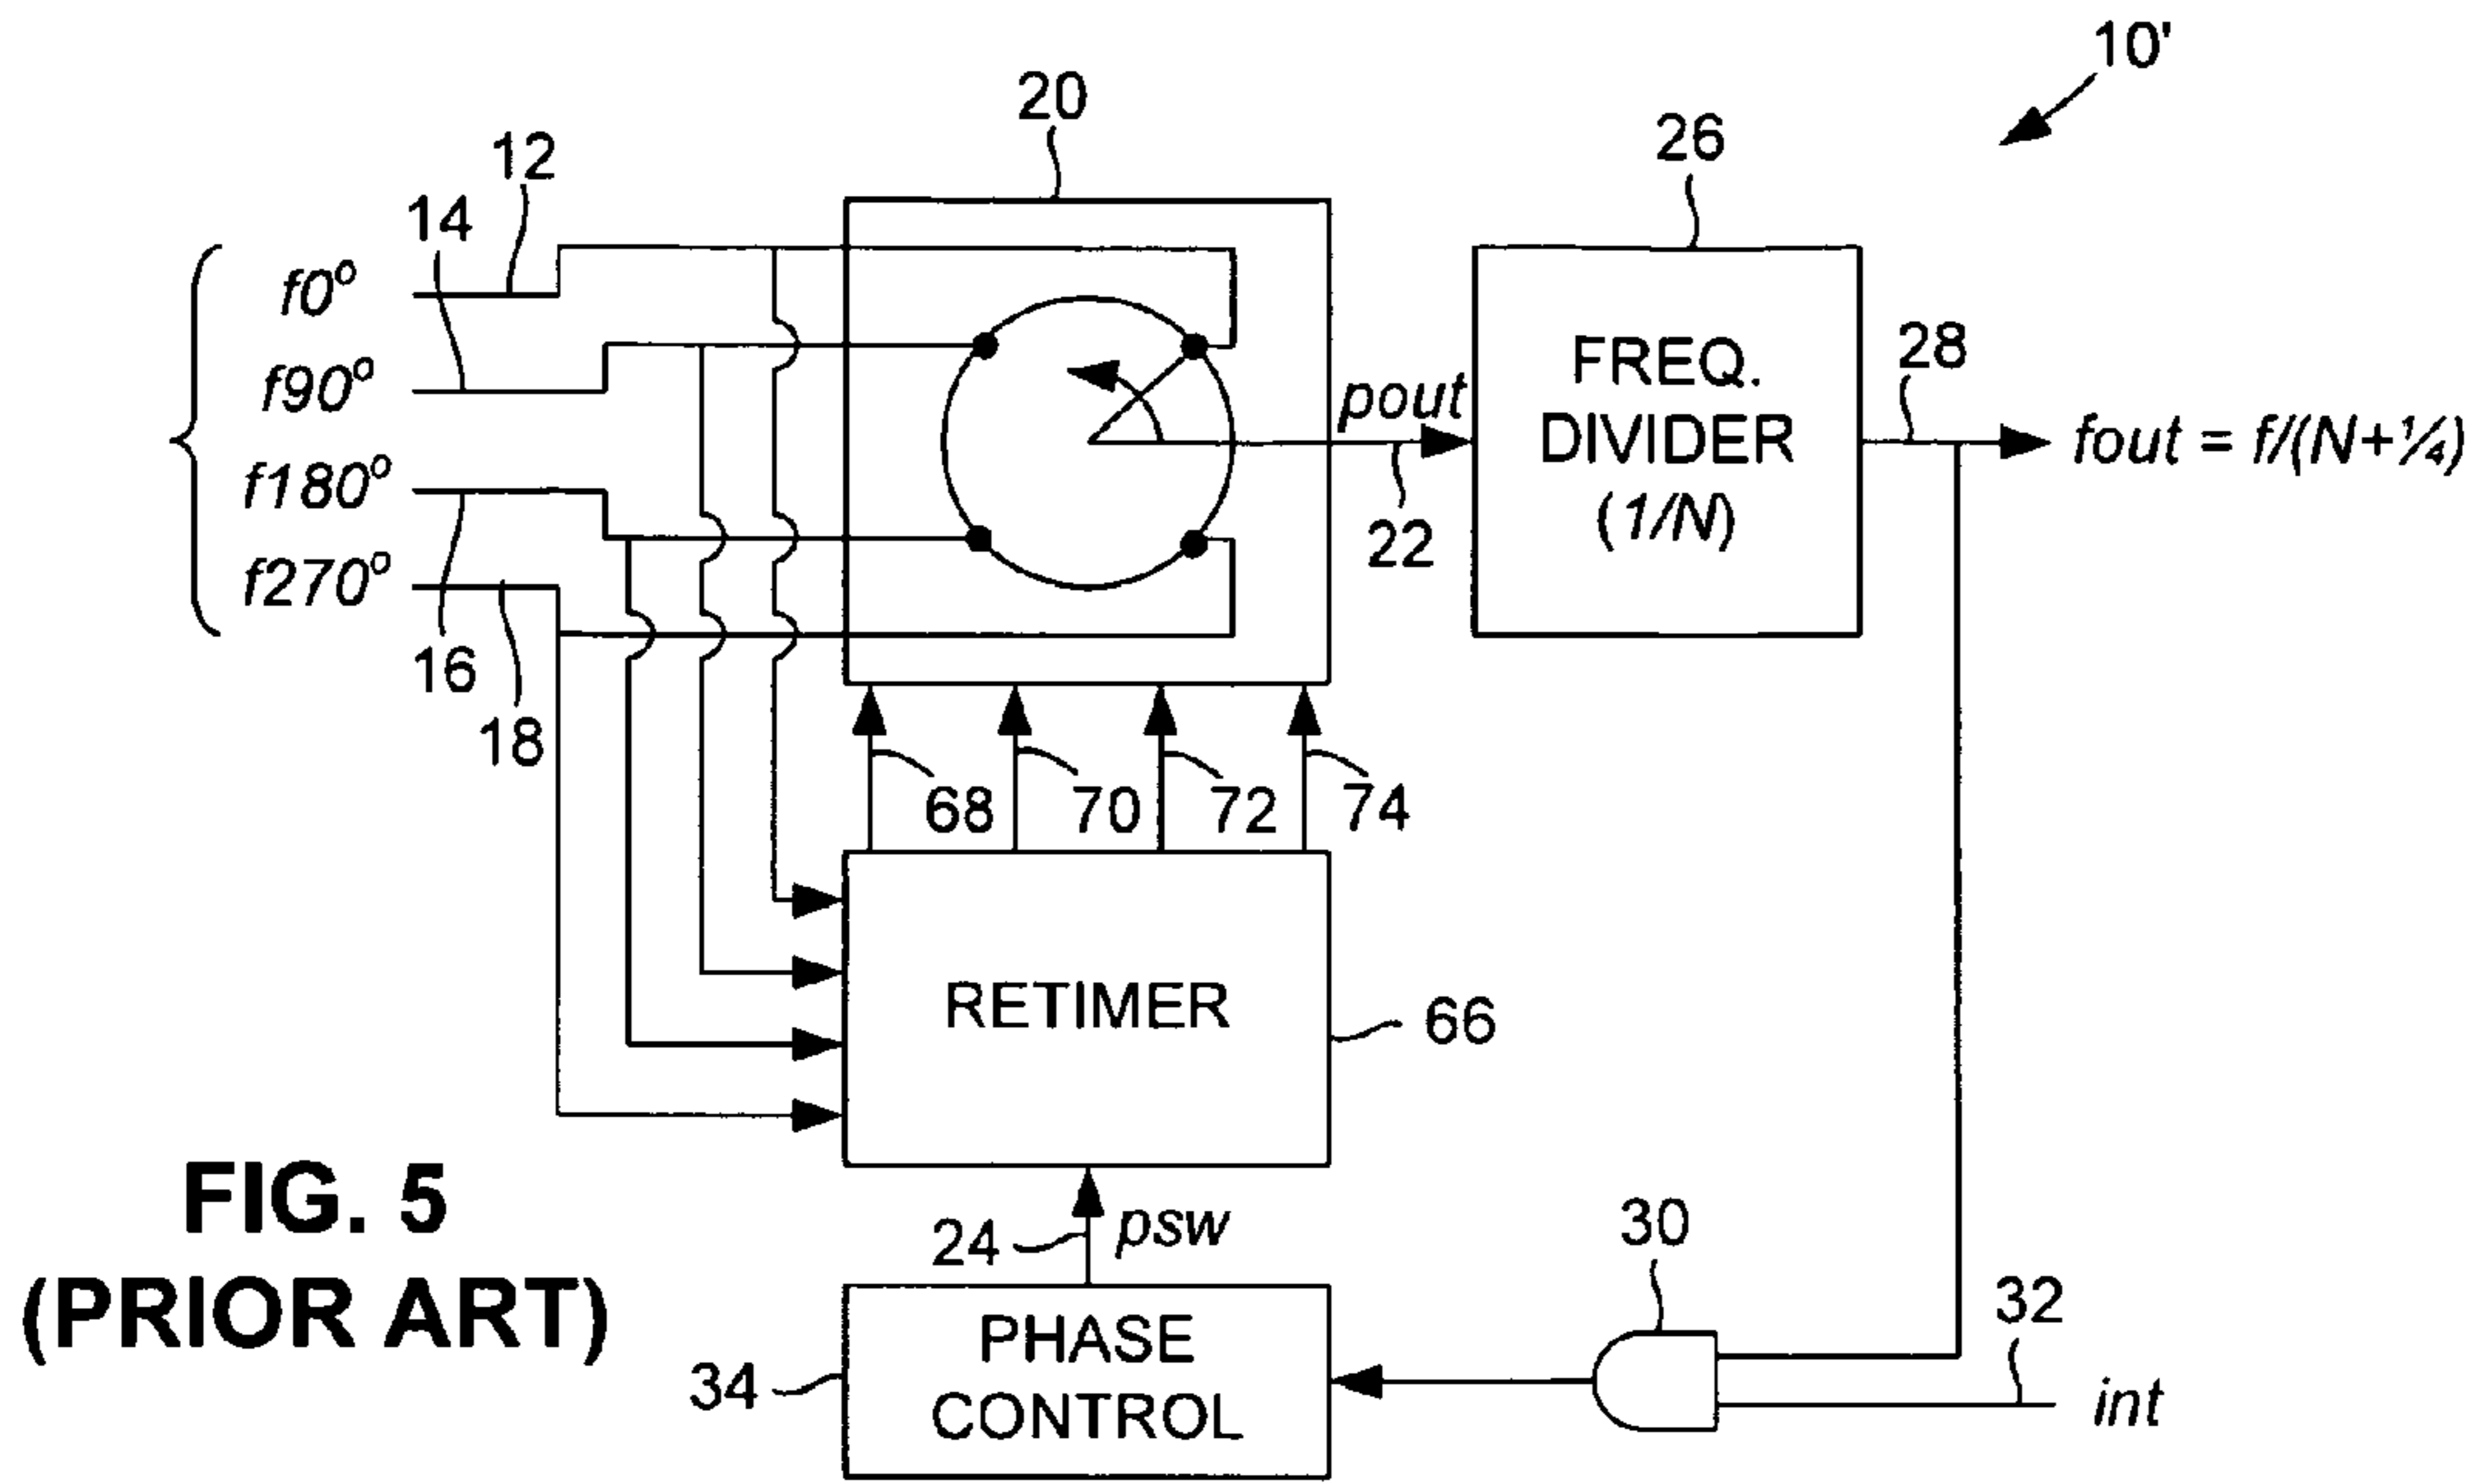 10'
20
26
12
14
f0°
f90°
f180°
f270°
16
18
pout
22
FREQ.
DIVIDER
(1/N)
28
fout = f/(N+¼)
68
70
72
74
RETIMER
66
24
psw
30
32
int
34
PHASE
CONTROL
FIG. 5
(PRIOR ART)